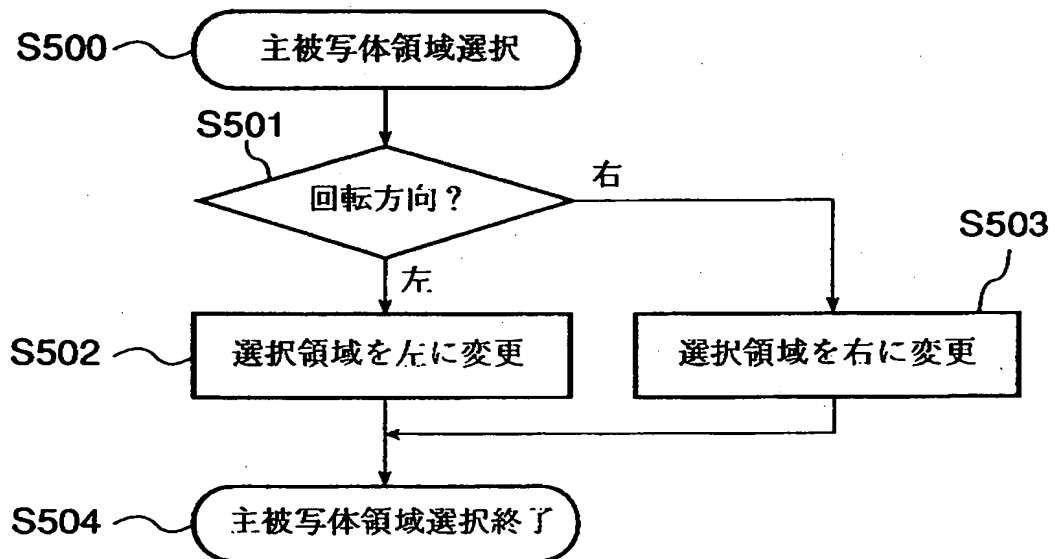 S500
主被写体領域選択
S501
回転方向？
右
左
S503
S502
選択領域を左に変更
選択領域を右に変更
S504
主被写体領域選択終了